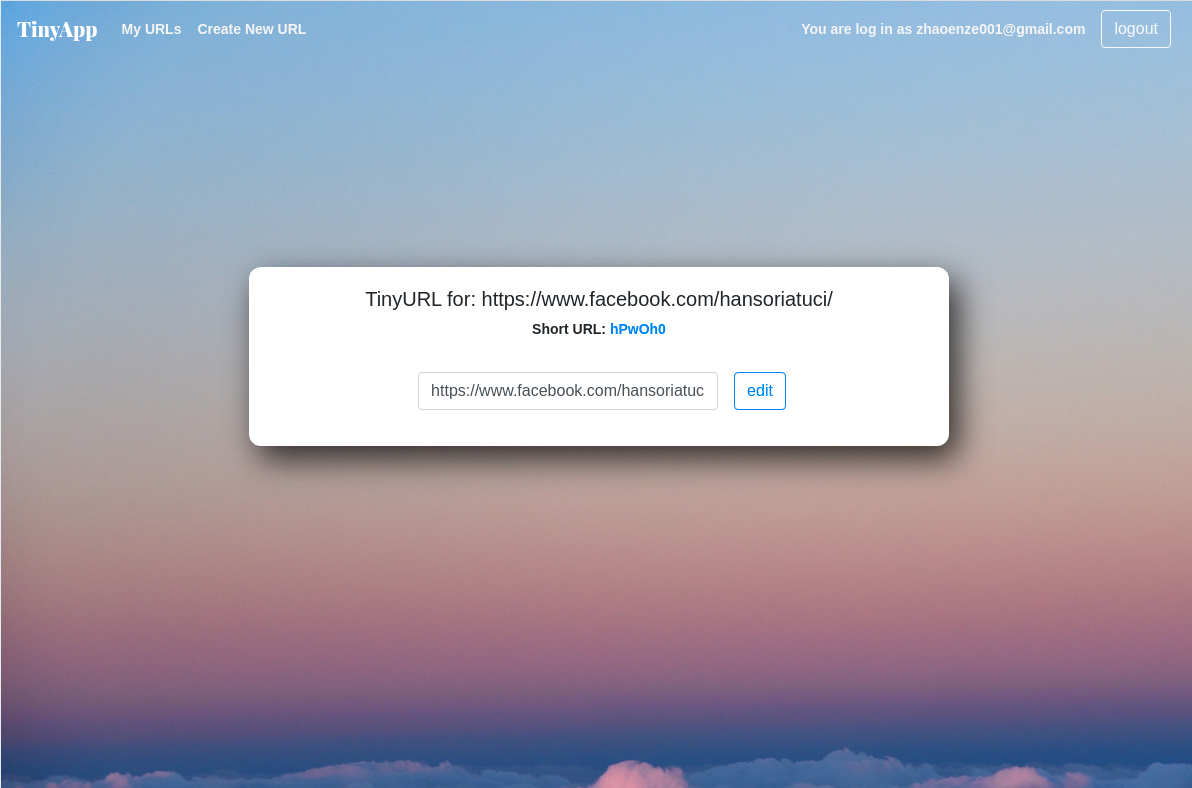 TinyApp My URLs Create New URL You are log in as zhaoenze001@gmail.com logout
TinyURL for: https://www.facebook.com/hansoriatuci/
Short URL: hPwOh0
https://www.facebook.com/hansoriatuc edit